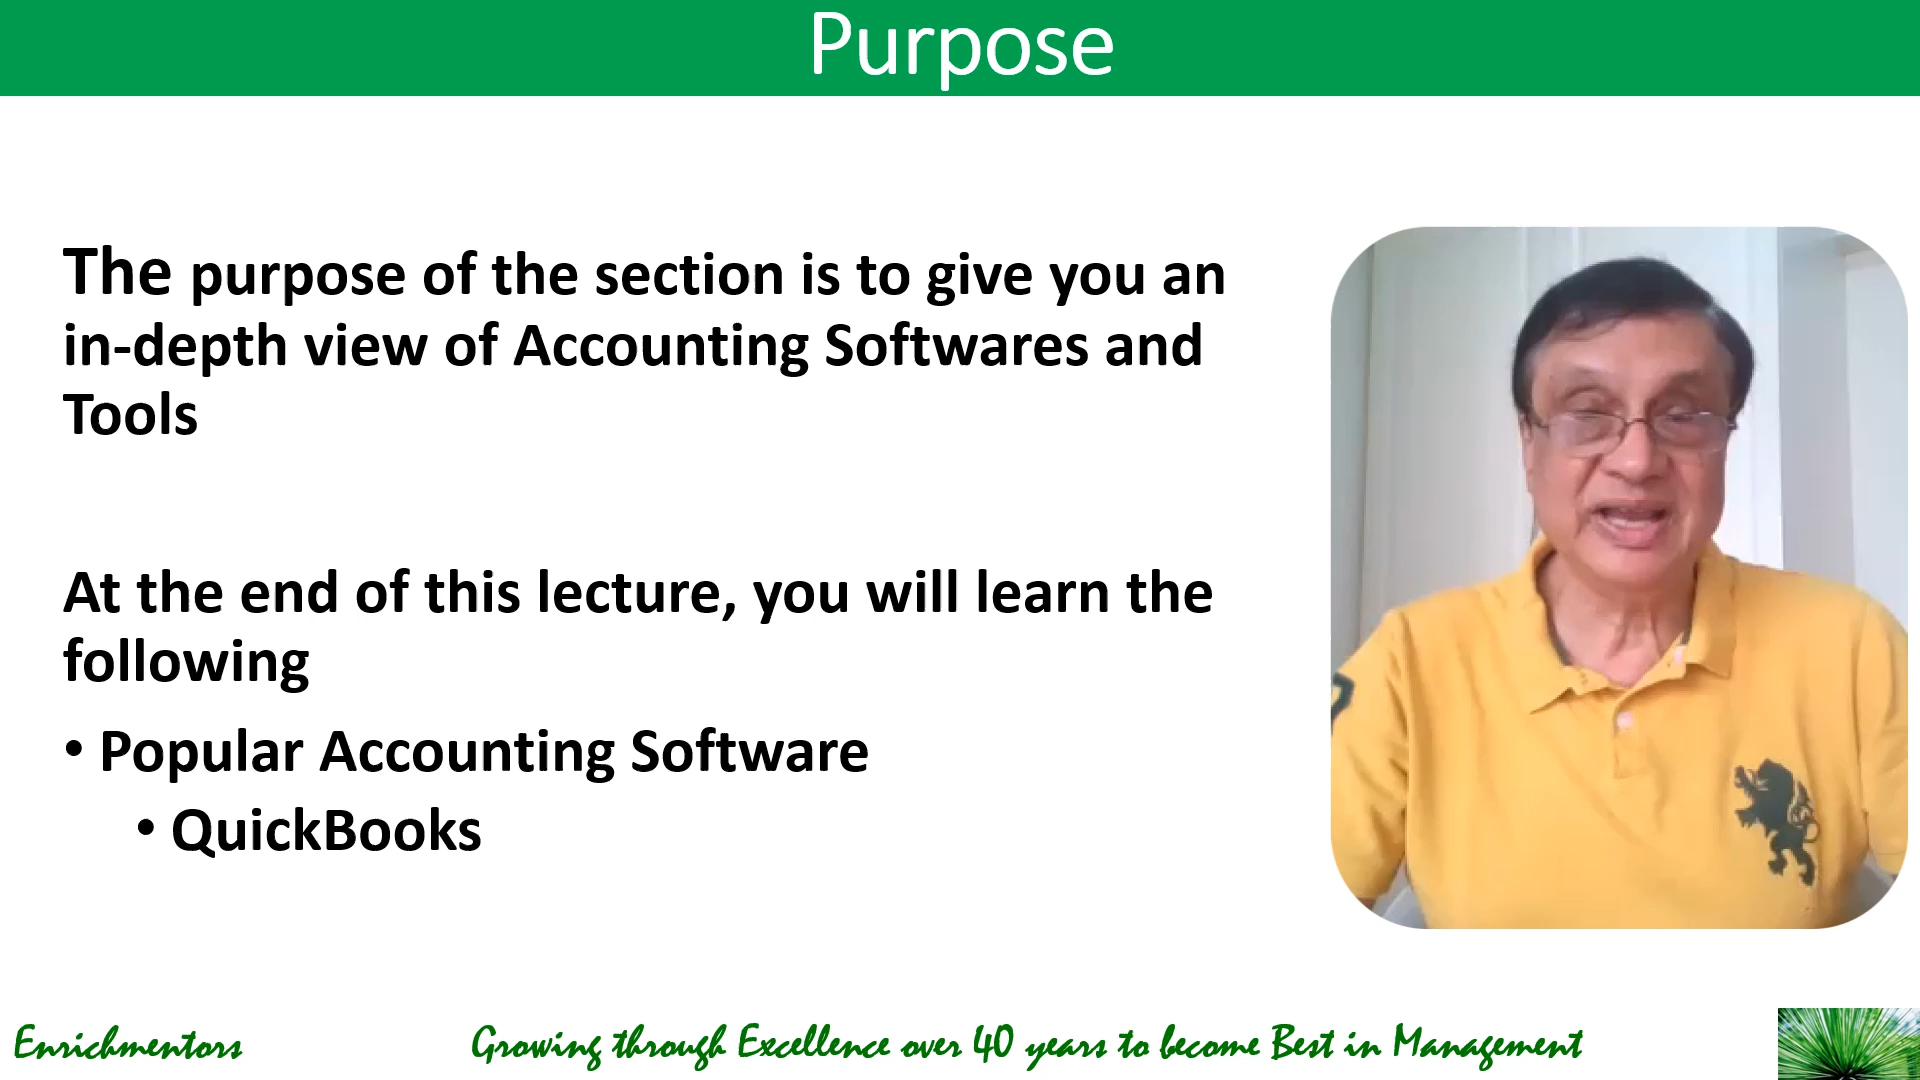 Purpose
The purpose of the section is to give you an
in-depth view of Accounting Softwares and
Tools
At the end of this lecture, you will learn the
following
• Popular Accounting Software
• QuickBooks
Enrichmentors
Growing through Excellence over 40 years to become Best in Management